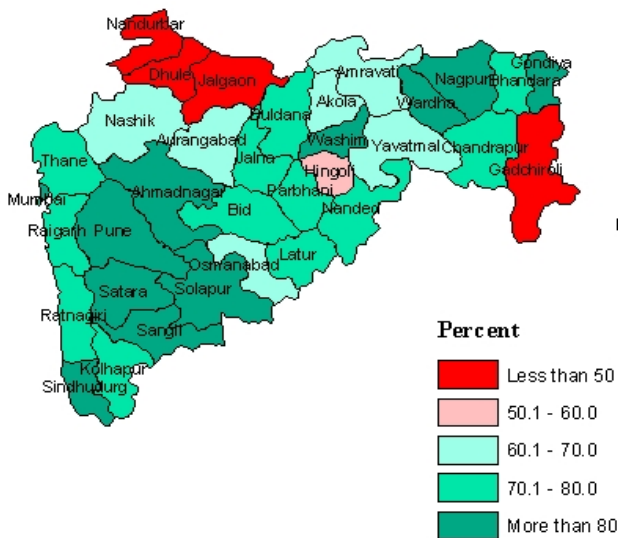 Nandurbar
Dhule
Jalgaon
Nashik
Aurangabad
Buldana
Jalna
Akola
Amravati
Washim
Wardha
Nagpur
Bhandara
Gondiya
Hingoli
Yavatmal
Chandrapur
Gadchiroli
Thane
Mumbai
Raigarh
Ahmadnagar
Pune
Bid
Parbhani
Nanded
Latur
Osmanabad
Solapur
Satara
Sangli
Ratnagiri
Kolhapur
Sindhudurg
Percent
Less than 50
50.1 - 60.0
60.1 - 70.0
70.1 - 80.0
More than 80